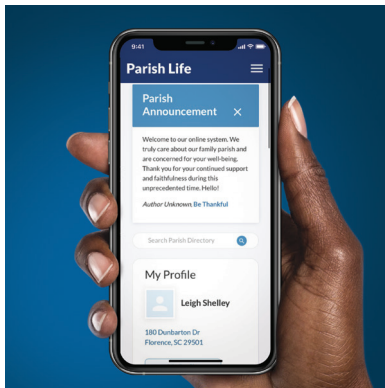 9:41
Parish Life
Parish
Announcement
Welcome to our online system. We
truly care about our family parish and
are concerned for your well-being.
Thank you for your continued support
and faithfulness during this
unprecedented time. Hello!
Author Unknown, Be Thankful
Search Parish Directory
My Profile
Leigh Shelley
180 Dunbarton Dr
Florence, SC 29501